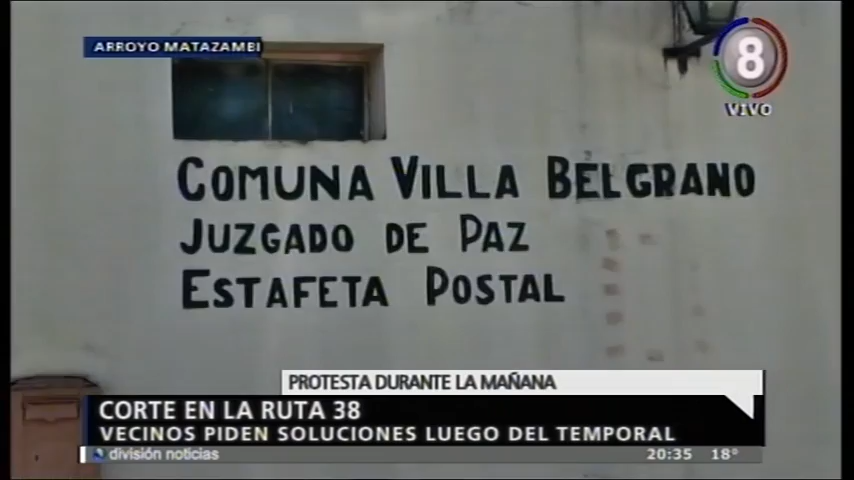 ARROYO MATAZAMBI
8
VIVO
COMUNA VILLA BELGRANO
JUZGADO DE PAZ
ESTAFETA POSTAL
PROTESTA DURANTE LA MAÑANA
CORTE EN LA RUTA 38
VECINOS PIDEN SOLUCIONES LUEGO DEL TEMPORAL
división noticias 20:35 18°